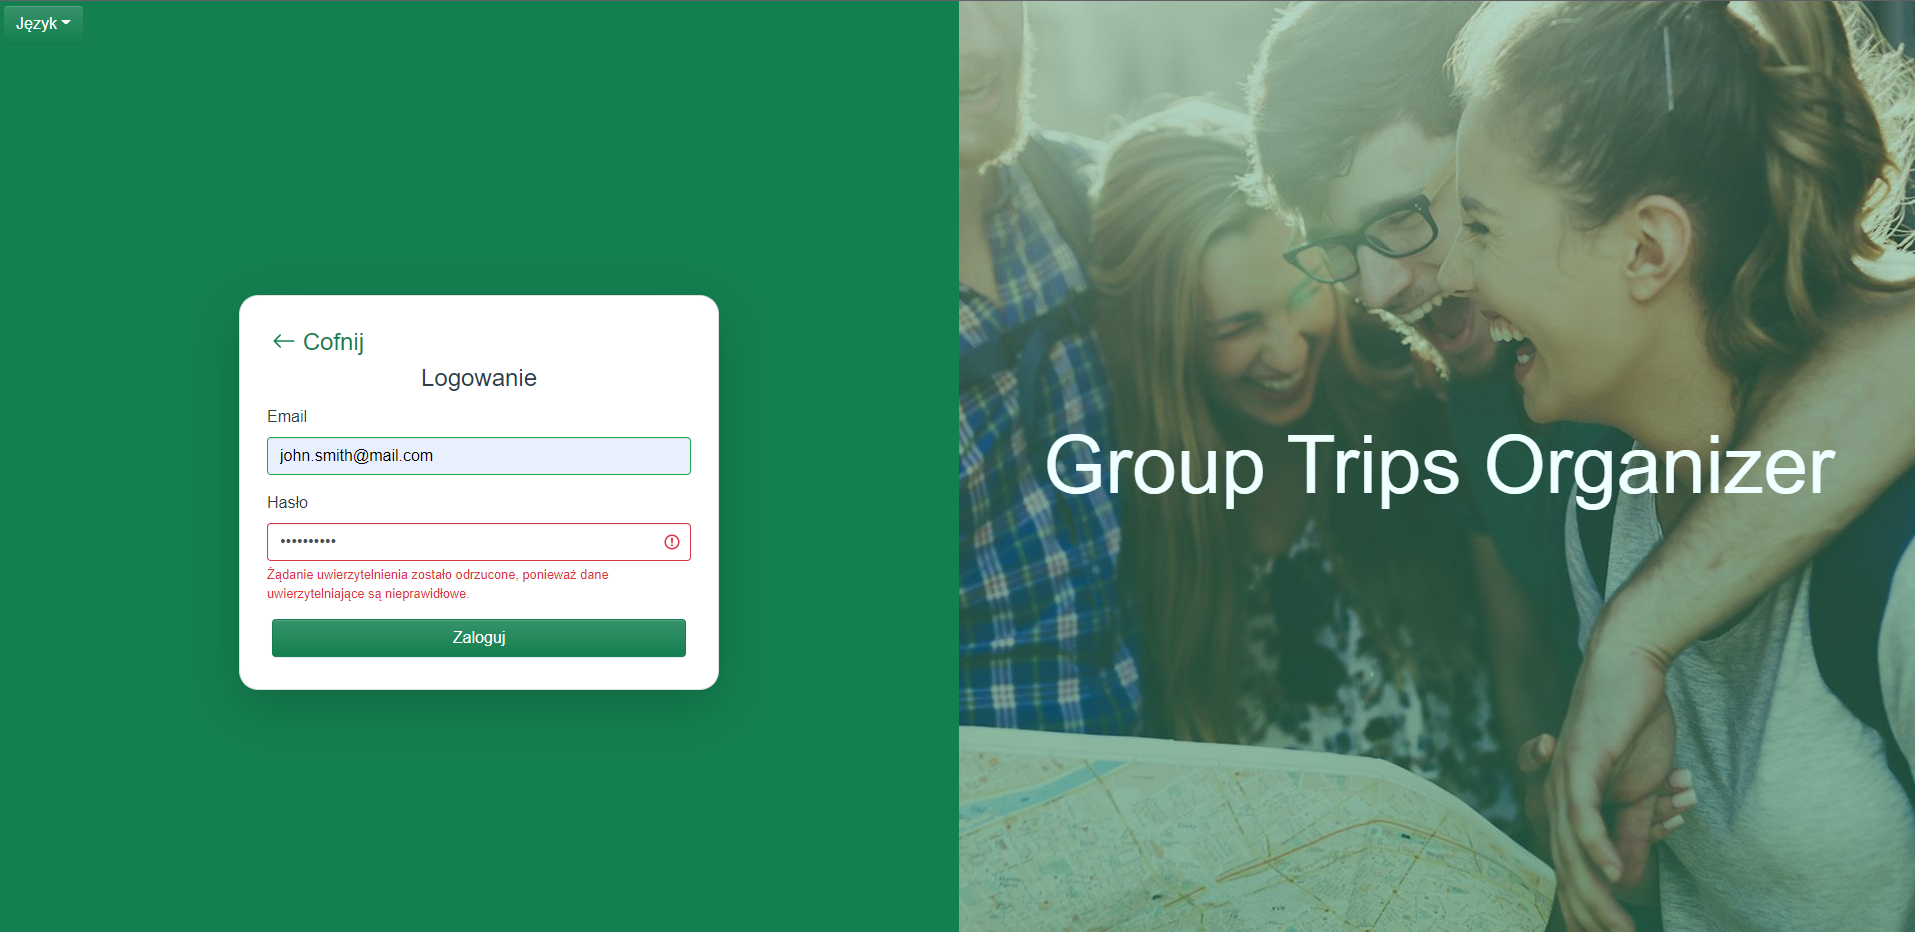 Język
Cofnij
Logowanie
Email
john.smith@mail.com
Hasło
••••••••••
Żądanie uwierzytelnienia zostało odrzucone, ponieważ dane
uwierzytelniające są nieprawidłowe.
Zaloguj
Group Trips Organizer